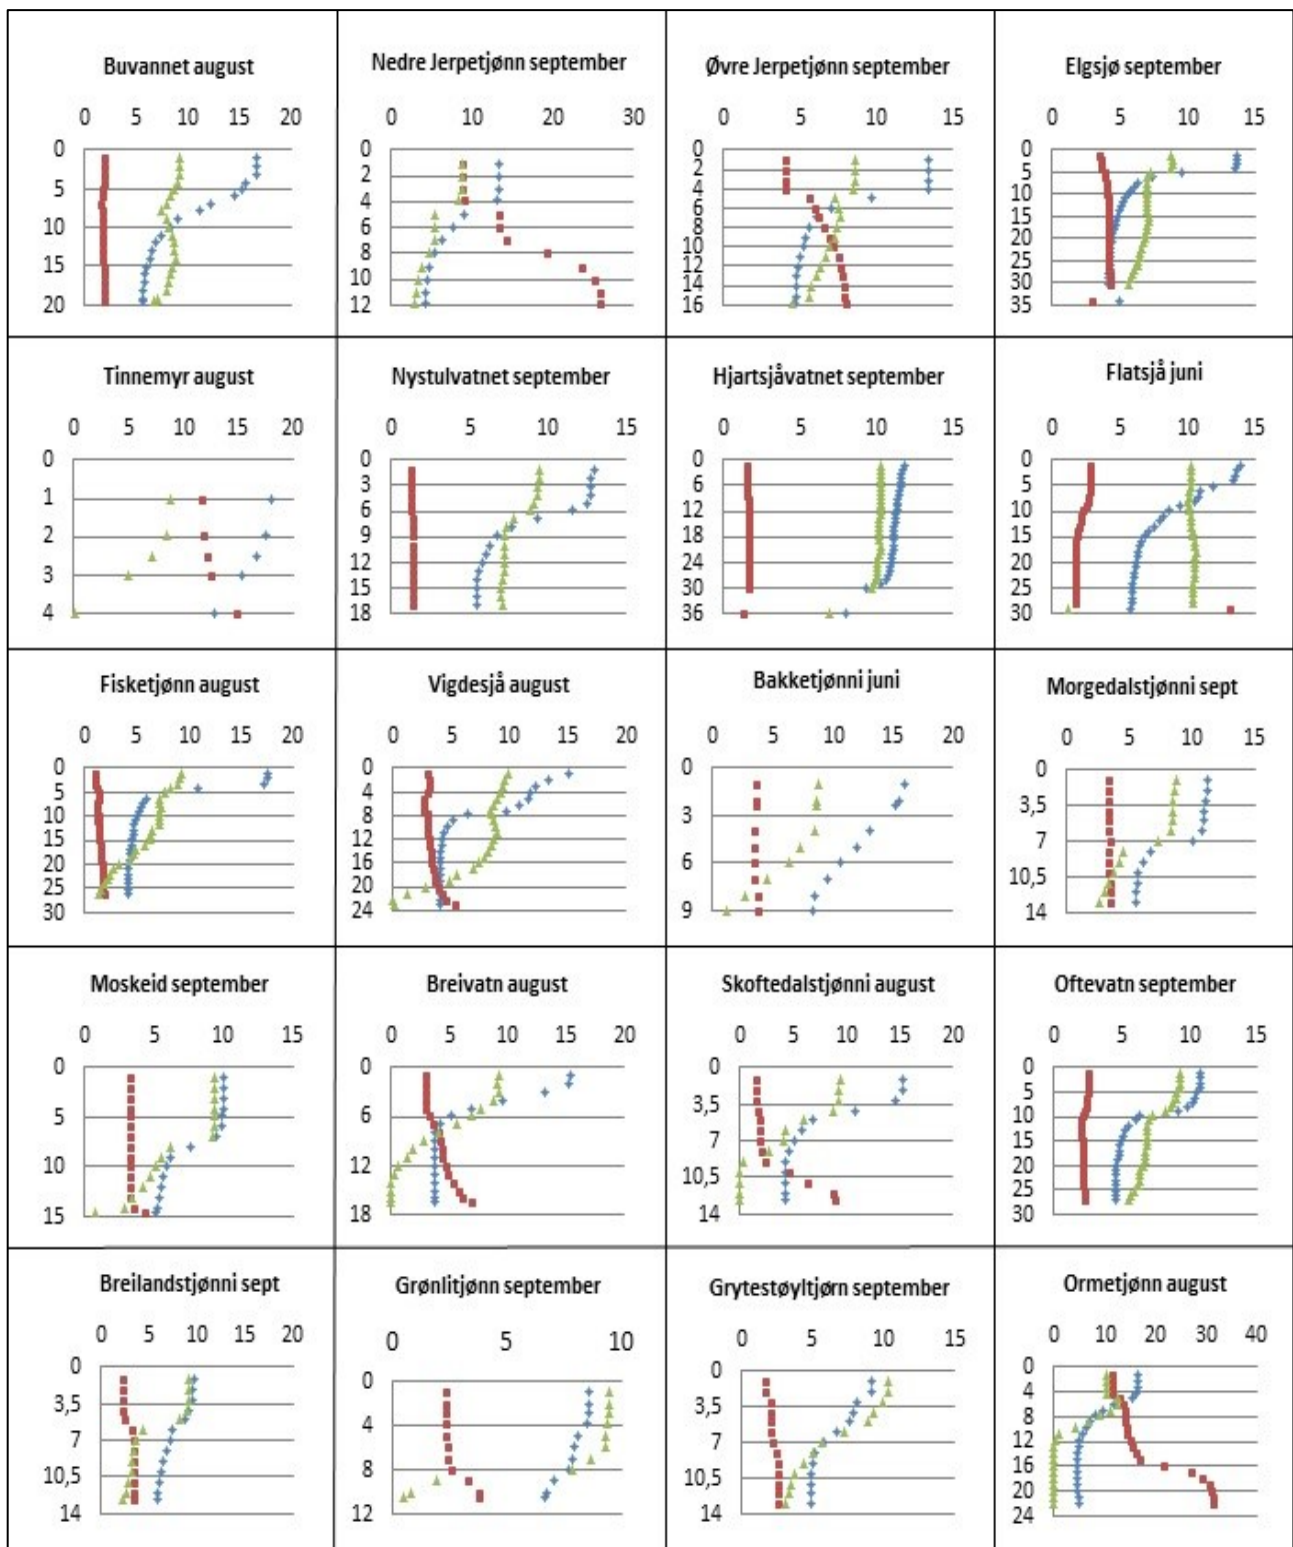 Buvannet august
0 5 10 15 20
0
5
10
15
20
Nedre Jerpetjønn september
0 10 20 30
0
2
4
6
8
10
12
Øvre Jerpetjønn september
0 5 10 15
0
2
4
6
8
10
12
14
16
Elgsjø september
0 5 10 15
0
5
10
15
20
25
30
35
Tinnemyr august
0 5 10 15 20
0
1
2
3
4
Nystulvatnet september
0 5 10 15
0
3
6
9
12
15
18
Hjartsjåvatnet september
0 5 10 15
0
6
12
18
24
30
36
Flatsjå juni
0 5 10 15
0
5
10
15
20
25
30
Fisketjønn august
0 5 10 15 20
0
5
10
15
20
25
30
Vigdesjå august
0 5 10 15 20
0
4
8
12
16
20
24
Bakketjønni juni
0 5 10 15 20
0
3
6
9
Morgedalstjønni sept
0 5 10 15
0
3,5
7
10,5
14
Moskeid september
0 5 10 15
0
5
10
15
Breivatn august
0 5 10 15 20
0
6
12
18
Skoftedalstjønni august
0 5 10 15 20
0
3,5
7
10,5
14
Oftevatn september
0 5 10 15
0
5
10
15
20
25
30
Breilandstjønni sept
0 5 10 15 20
0
3,5
7
10,5
14
Grønlitjønn september
0 5 10
0
4
8
12
Grytestøyltjørn september
0 5 10 15
0
3,5
7
10,5
14
Ormetjønn august
0 10 20 30 40
0
4
8
12
16
20
24